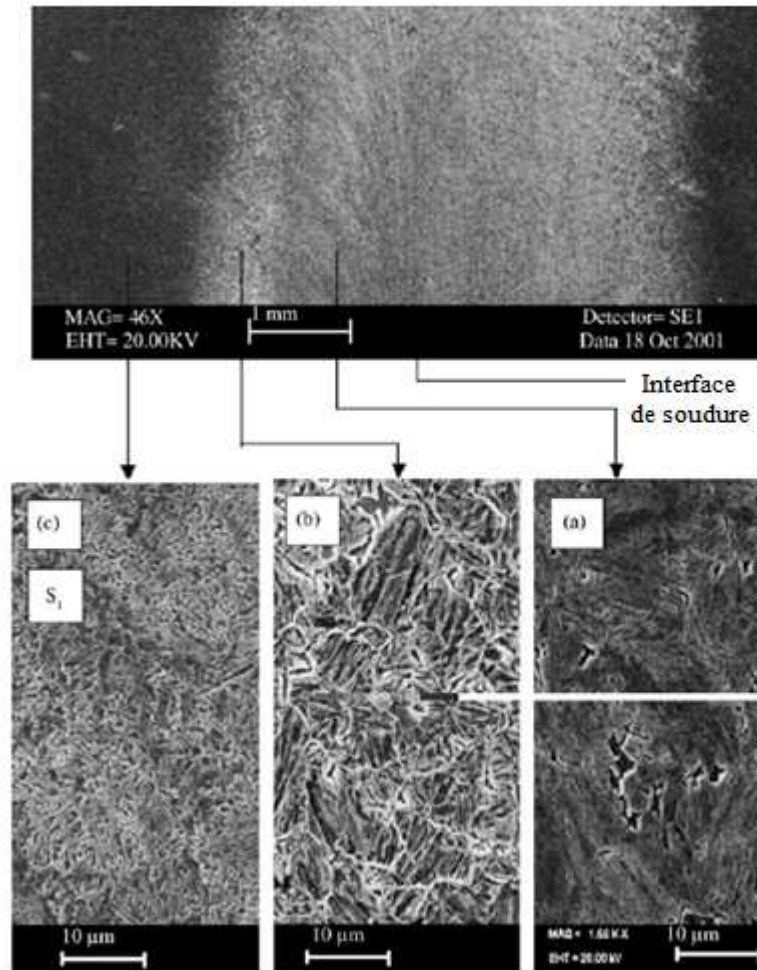 MAG= 46X
EHT= 20.00KV
1 mm
Detector= SE1
Data 18 Oct 2001
Interface
de soudure
(c)
S1
(b)
(a)
10 µm
10 µm
MAG =
EHT = 20.00 kV
10 µm